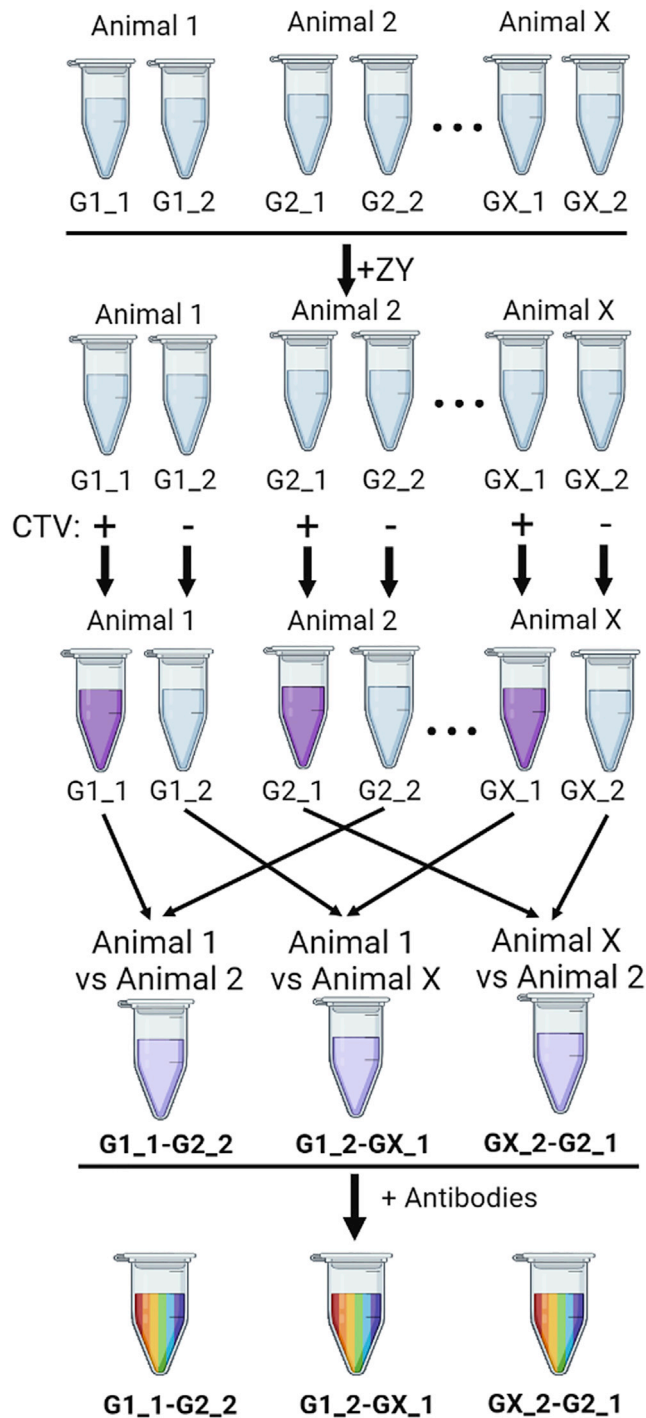 Animal 1 Animal 2 Animal X
G1_1 G1_2 G2_1 G2_2 GX_1 GX_2
+ZY
Animal 1 Animal 2 Animal X
G1_1 G1_2 G2_1 G2_2 GX_1 GX_2
CTV: + - + - + -
Animal 1 Animal 2 Animal X
G1_1 G1_2 G2_1 G2_2 GX_1 GX_2
Animal 1 Animal 1 Animal X
vs Animal 2 vs Animal X vs Animal 2
G1_1-G2_2 G1_2-GX_1 GX_2-G2_1
+ Antibodies
G1_1-G2_2 G1_2-GX_1 GX_2-G2_1